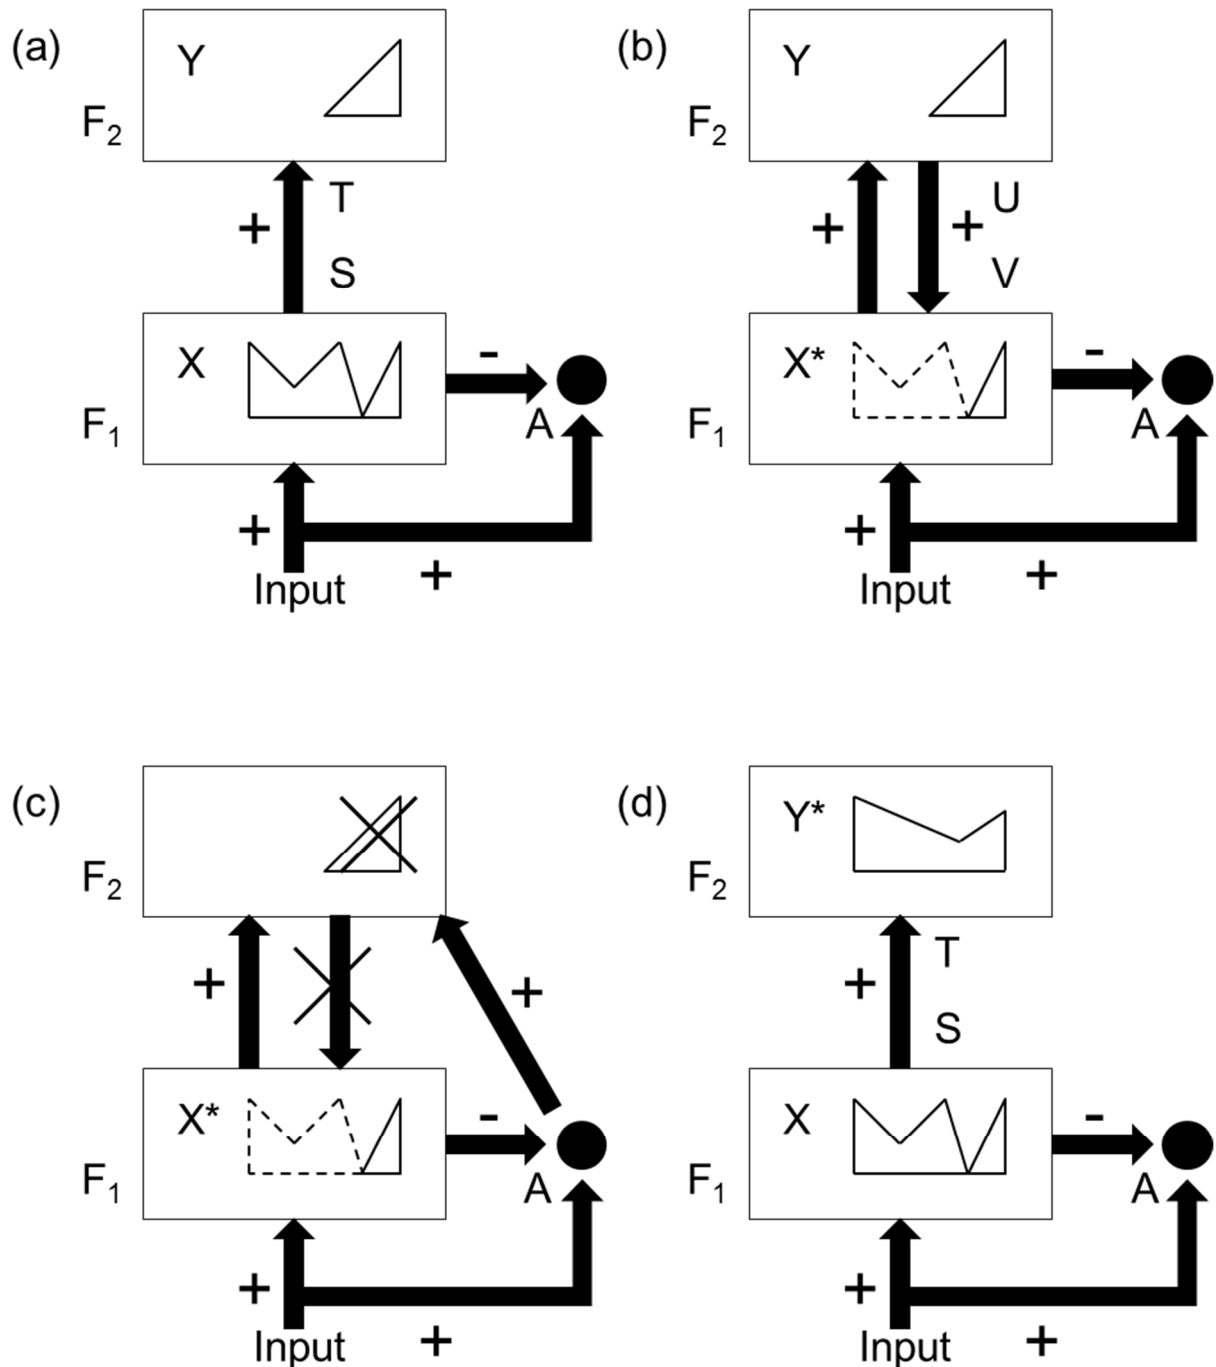 (a)
Y
F2
+
T
S
X
-
F1
A
+
Input
+
(b)
Y
F2
+
+
U
V
X*
-
F1
A
+
Input
+
(c)
F2
+
+
X*
-
F1
A
+
Input
+
(d)
Y*
F2
+
T
S
X
-
F1
A
+
Input
+